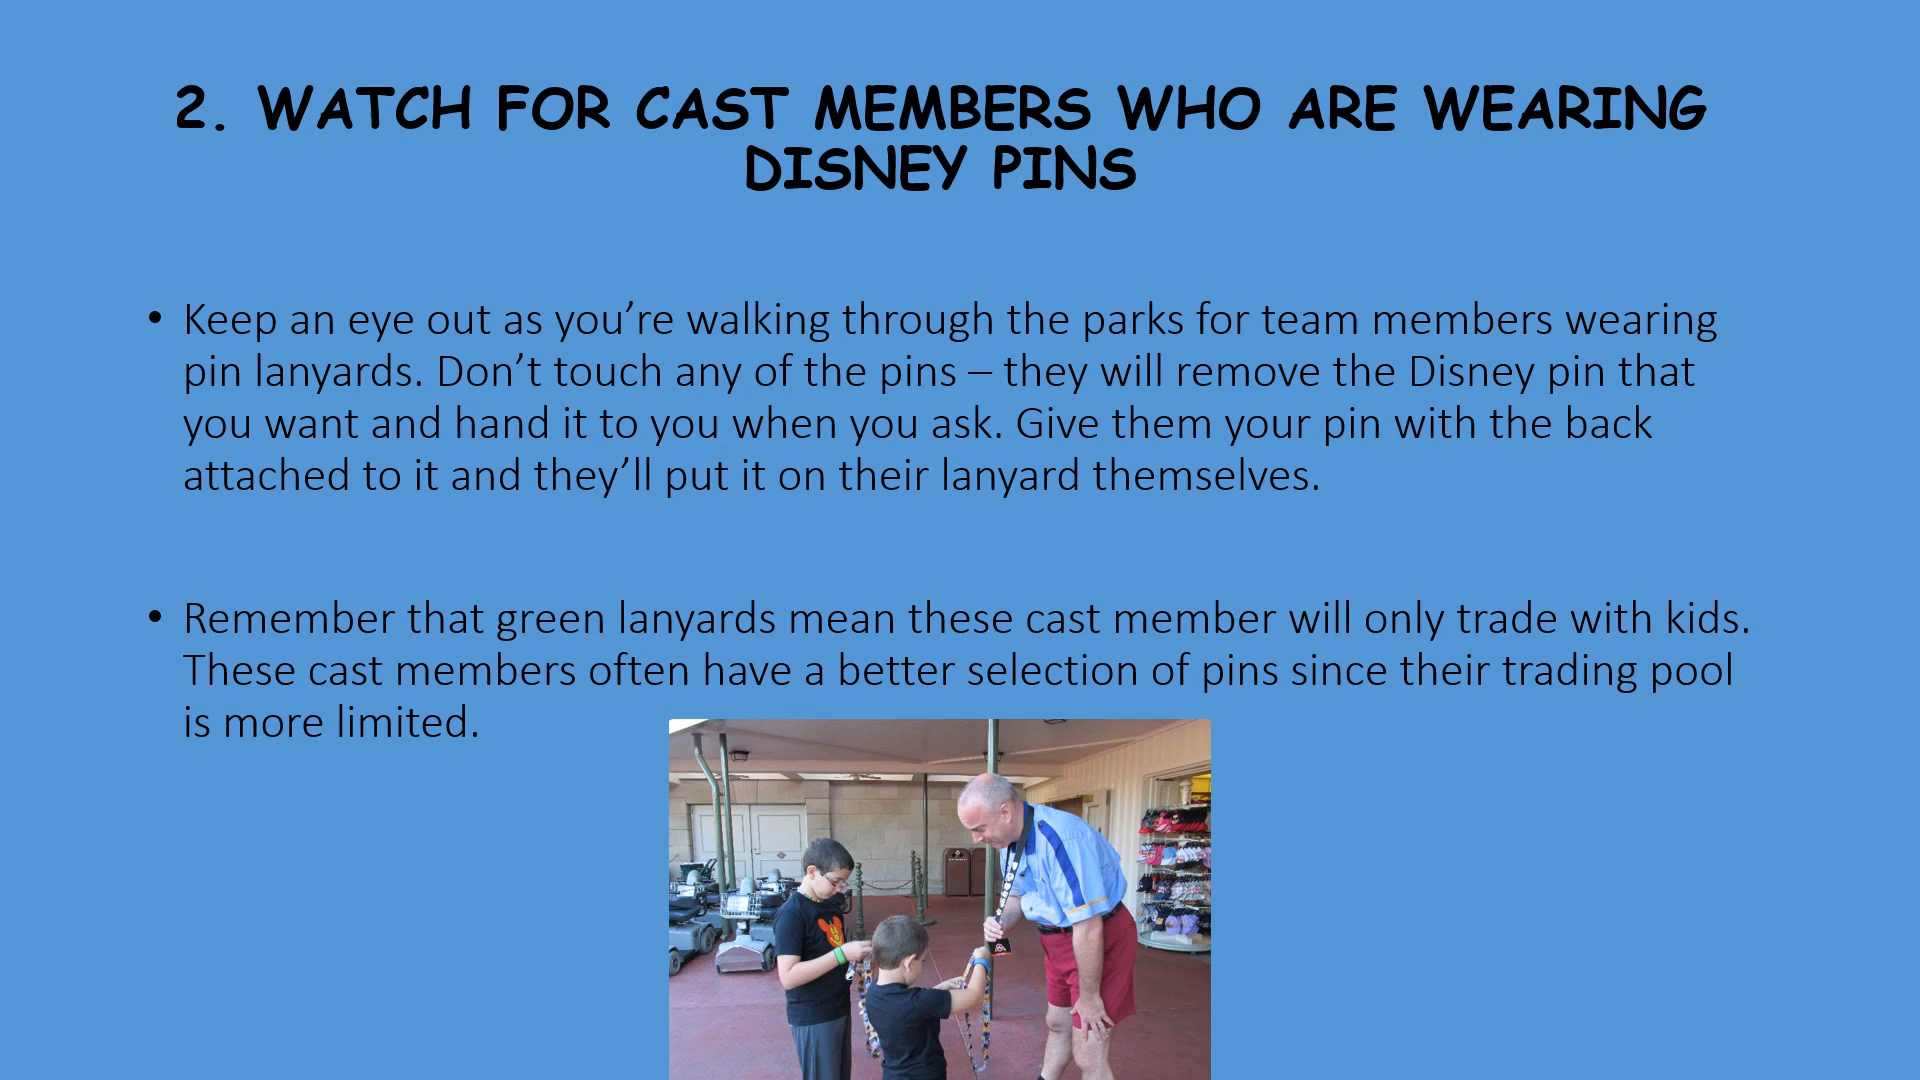 2. WATCH FOR CAST MEMBERS WHO ARE WEARING
DISNEY PINS
• Keep an eye out as you’re walking through the parks for team members wearing
pin lanyards. Don’t touch any of the pins – they will remove the Disney pin that
you want and hand it to you when you ask. Give them your pin with the back
attached to it and they’ll put it on their lanyard themselves.
• Remember that green lanyards mean these cast member will only trade with kids.
These cast members often have a better selection of pins since their trading pool
is more limited.